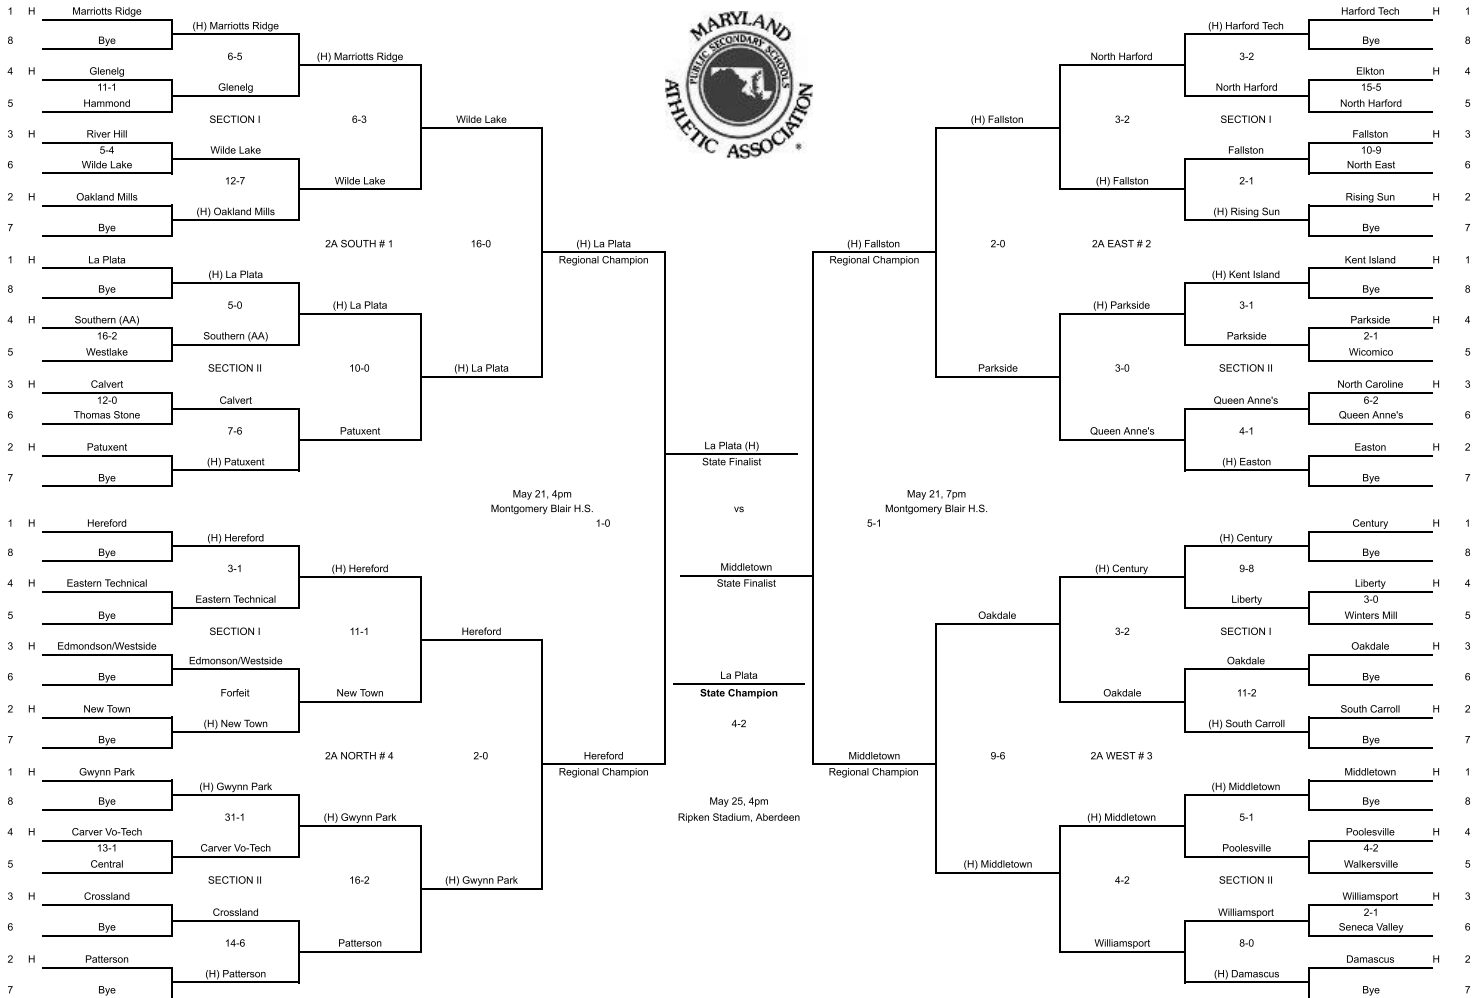 MARYLAND
PUBLIC SECONDARY SCHOOLS
ATHLETIC ASSOCIATION
®
1 H Marriotts Ridge
8 Bye
4 H Glenelg
11-1
5 Hammond
3 H River Hill
5-4
6 Wilde Lake
2 H Oakland Mills
7 Bye
1 H La Plata
8 Bye
4 H Southern (AA)
16-2
5 Westlake
3 H Calvert
12-0
6 Thomas Stone
2 H Patuxent
7 Bye
1 H Hereford
8 Bye
4 H Eastern Technical
5 Bye
3 H Edmondson/Westside
6 Bye
2 H New Town
7 Bye
1 H Gwynn Park
8 Bye
4 H Carver Vo-Tech
13-1
5 Central
3 H Crossland
6 Bye
2 H Patterson
7 Bye
(H) Marriotts Ridge
6-5
Glenelg
SECTION I
Wilde Lake
12-7
(H) Oakland Mills
(H) La Plata
5-0
Southern (AA)
SECTION II
Calvert
7-6
(H) Patuxent
(H) Hereford
3-1
Eastern Technical
SECTION I
Edmonson/Westside
Forfeit
(H) New Town
(H) Gwynn Park
31-1
Carver Vo-Tech
SECTION II
Crossland
14-6
(H) Patterson
(H) Marriotts Ridge
6-3
Wilde Lake
2A SOUTH # 1
(H) La Plata
10-0
Patuxent
(H) Hereford
11-1
New Town
2A NORTH # 4
(H) Gwynn Park
16-2
Patterson
Wilde Lake
16-0
(H) La Plata
Hereford
2-0
(H) Gwynn Park
(H) La Plata
Regional Champion
May 21, 4pm
Montgomery Blair H.S.
1-0
Hereford
Regional Champion
La Plata (H)
State Finalist
vs
Middletown
State Finalist
La Plata
State Champion
4-2
May 25, 4pm
Ripken Stadium, Aberdeen
(H) Fallston
Regional Champion
May 21, 7pm
Montgomery Blair H.S.
5-1
Middletown
Regional Champion
(H) Fallston
2-0
Parkside
Oakdale
9-6
(H) Middletown
North Harford
3-2
(H) Fallston
2A EAST # 2
(H) Parkside
3-0
Queen Anne's
(H) Century
3-2
Oakdale
2A WEST # 3
(H) Middletown
4-2
Williamsport
(H) Harford Tech
3-2
North Harford
SECTION I
Fallston
2-1
(H) Rising Sun
(H) Kent Island
3-1
Parkside
SECTION II
Queen Anne's
4-1
(H) Easton
(H) Century
9-8
Liberty
SECTION I
Oakdale
11-2
(H) South Carroll
(H) Middletown
5-1
Poolesville
SECTION II
Williamsport
8-0
(H) Damascus
Harford Tech H 1
Bye 8
Elkton H 4
15-5
North Harford 5
Fallston H 3
10-9
North East 6
Rising Sun H 2
Bye 7
Kent Island H 1
Bye 8
Parkside H 4
2-1
Wicomico 5
North Caroline H 3
6-2
Queen Anne's 6
Easton H 2
Bye 7
Century H 1
Bye 8
Liberty H 4
3-0
Winters Mill 5
Oakdale H 3
Bye 6
South Carroll H 2
Bye 7
Middletown H 1
Bye 8
Poolesville H 4
4-2
Walkersville 5
Williamsport H 3
2-1
Seneca Valley 6
Damascus H 2
Bye 7